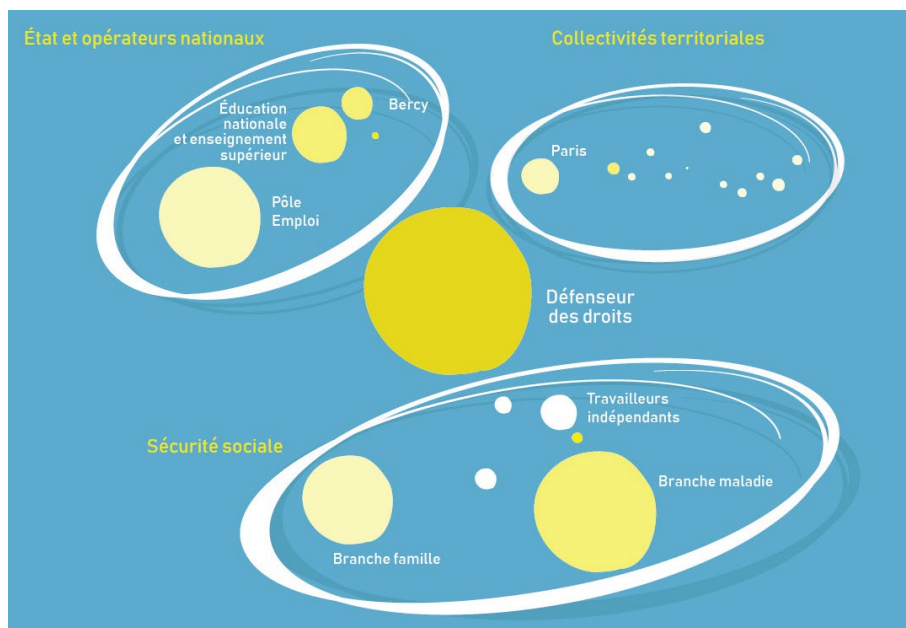 État et opérateurs nationaux
Collectivités territoriales
Bercy
Éducation
nationale
et enseignement
supérieur
Paris
Pôle
Emploi
Défenseur
des droits
Travailleurs
indépendants
Sécurité sociale
Branche maladie
Branche famille